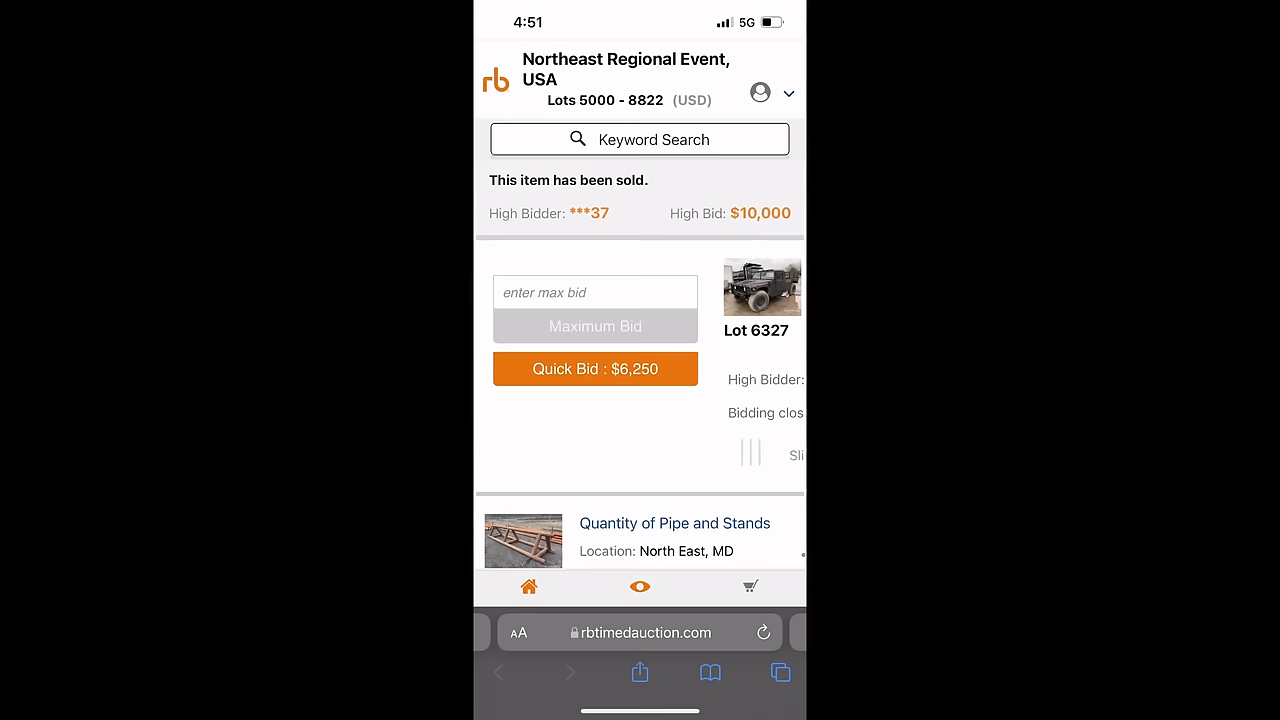 4:51
5G
rb
Northeast Regional Event,
USA
Lots 5000 - 8822 (USD)
Keyword Search
This item has been sold.
High Bidder: ***37 High Bid: $10,000
enter max bid
Maximum Bid
Quick Bid : $6,250
Lot 6327
High Bidder:
Bidding clos
Sli
Quantity of Pipe and Stands
Location: North East, MD
AA rbtimedauction.com